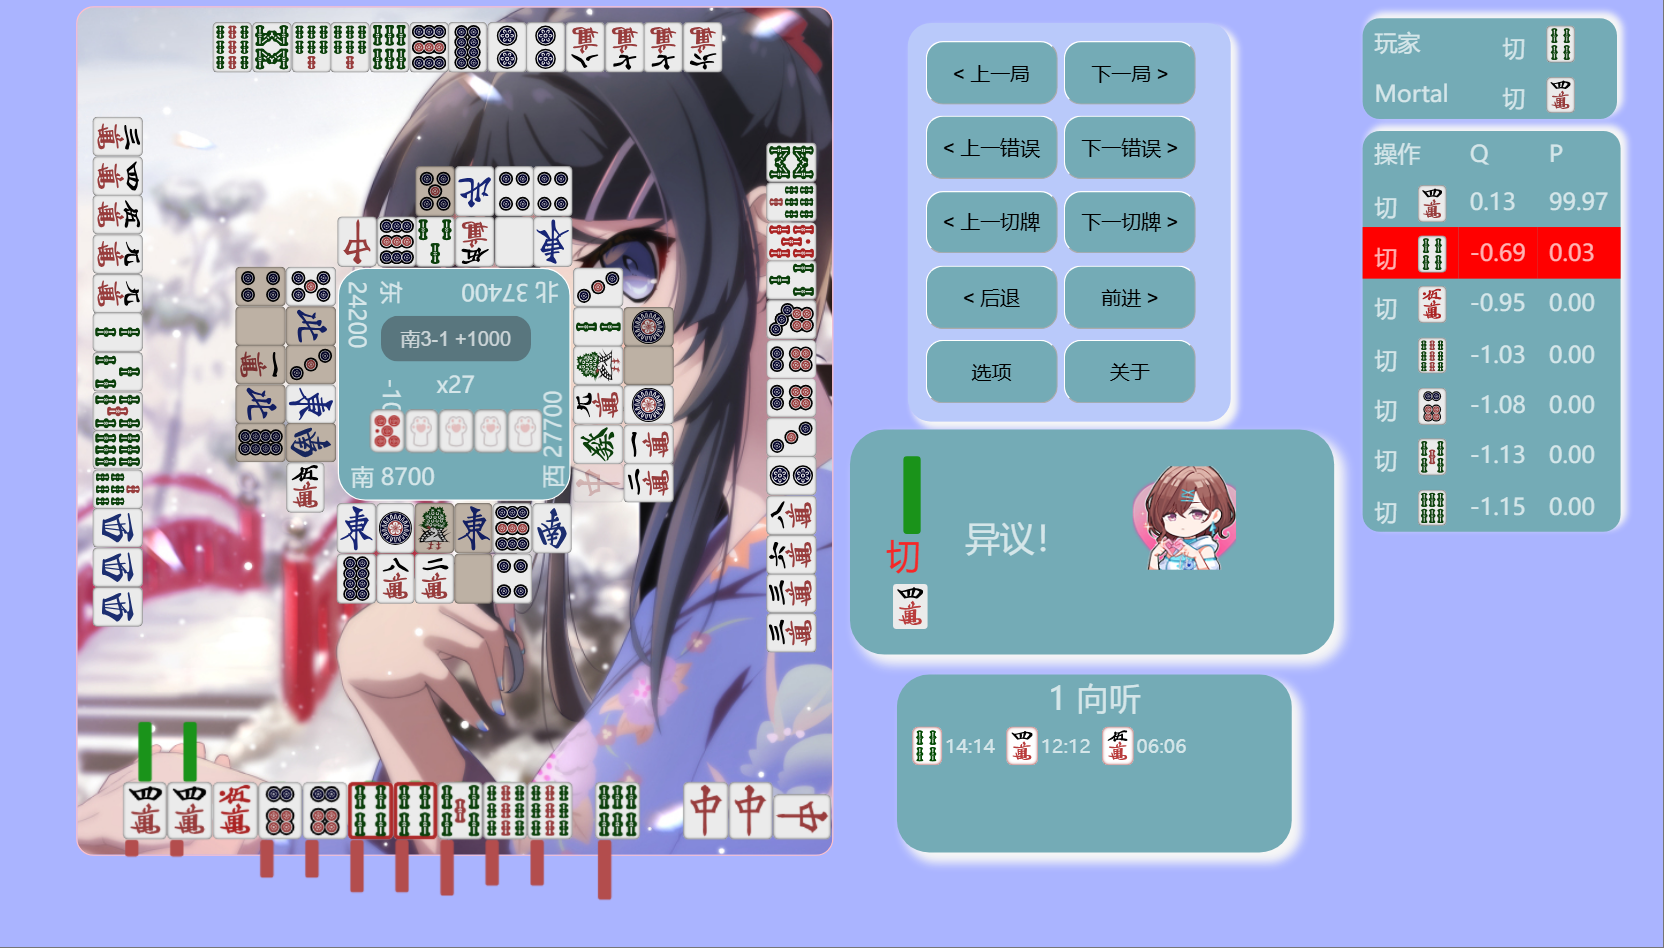 北 37400
东
24200
南3-1 +1000
x27
-10
南 8700
西 27700
< 上一局
下一局 >
< 上一错误
下一错误 >
< 上一切牌
下一切牌 >
< 后退
前进 >
选项
关于
切
异议！
1 向听
14:14
12:12
06:06
玩家 切
Mortal 切
操作 Q P
切 0.13 99.97
切 -0.69 0.03
切 -0.95 0.00
切 -1.03 0.00
切 -1.08 0.00
切 -1.13 0.00
切 -1.15 0.00